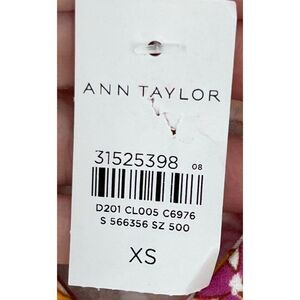 ANN TAYLOR
31525398 08
D201 CL005 C6976
S 566356 SZ 500
XS